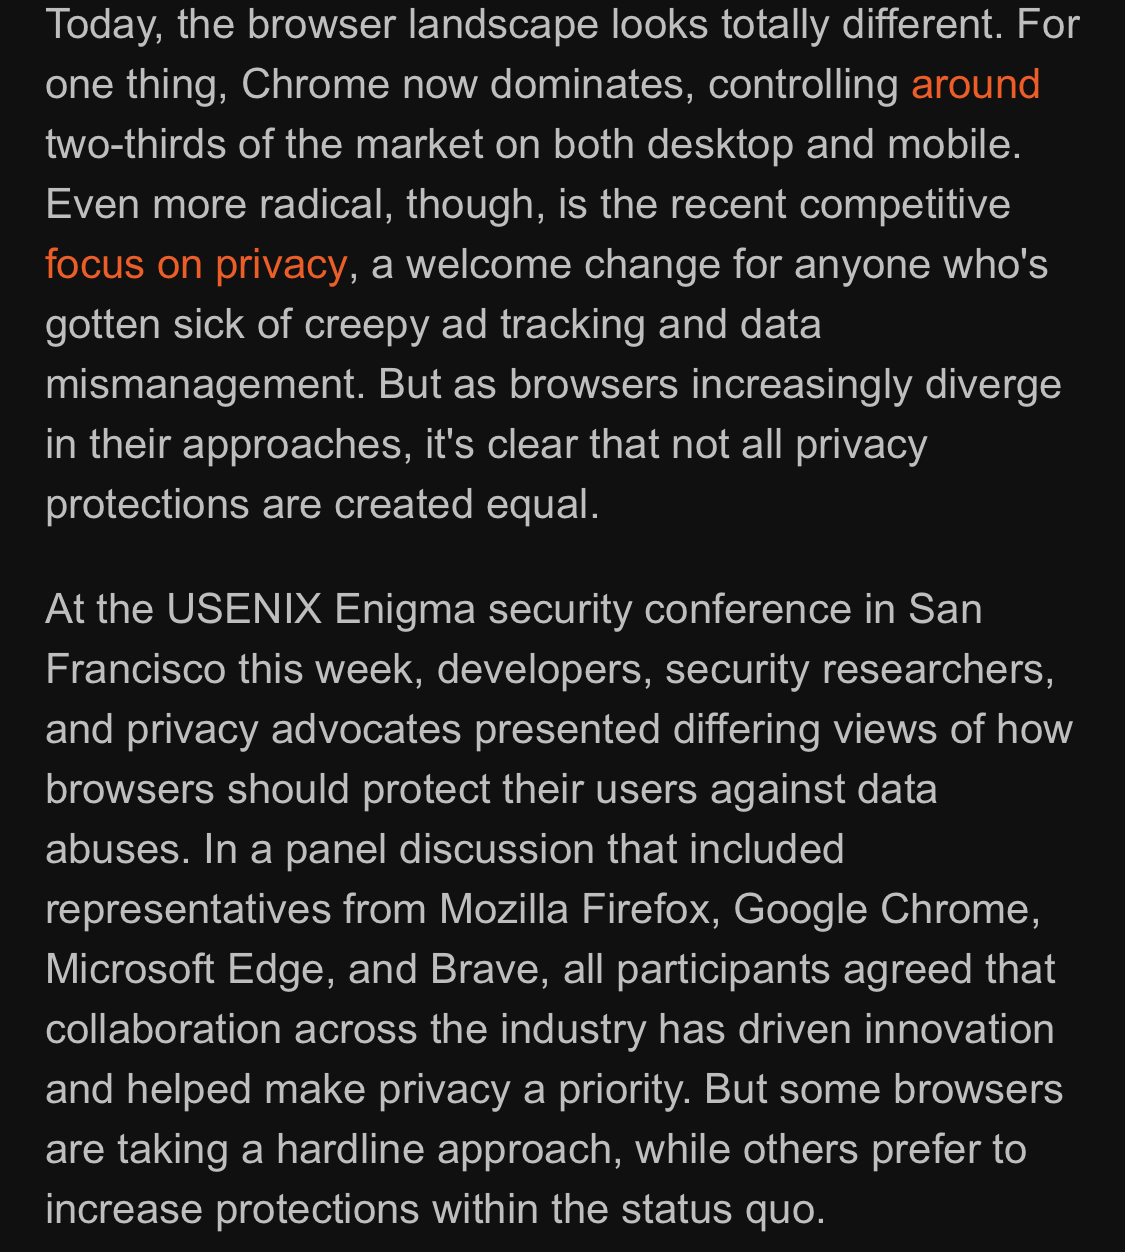 Today, the browser landscape looks totally different. For
one thing, Chrome now dominates, controlling around
two-thirds of the market on both desktop and mobile.
Even more radical, though, is the recent competitive
focus on privacy, a welcome change for anyone who's
gotten sick of creepy ad tracking and data
mismanagement. But as browsers increasingly diverge
in their approaches, it's clear that not all privacy
protections are created equal.
At the USENIX Enigma security conference in San
Francisco this week, developers, security researchers,
and privacy advocates presented differing views of how
browsers should protect their users against data
abuses. In a panel discussion that included
representatives from Mozilla Firefox, Google Chrome,
Microsoft Edge, and Brave, all participants agreed that
collaboration across the industry has driven innovation
and helped make privacy a priority. But some browsers
are taking a hardline approach, while others prefer to
increase protections within the status quo.